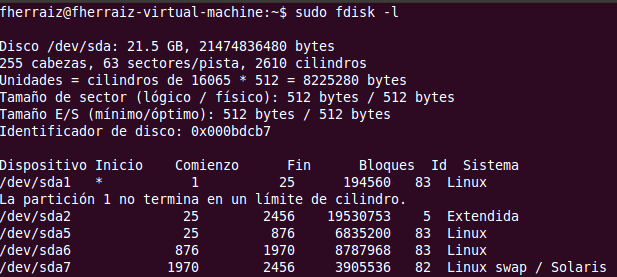 fherraiz@fherraiz-virtual-machine:~$ sudo fdisk -l
Disco /dev/sda: 21.5 GB, 21474836480 bytes
255 cabezas, 63 sectores/pista, 2610 cilindros
Unidades = cilindros de 16065 * 512 = 8225280 bytes
Tamaño de sector (lógico / físico): 512 bytes / 512 bytes
Tamaño E/S (mínimo/óptimo): 512 bytes / 512 bytes
Identificador de disco: 0x000bdcb7
Dispositivo Inicio Comienzo Fin Bloques Id Sistema
/dev/sda1 * 1 25 194560 83 Linux
La partición 1 no termina en un límite de cilindro.
/dev/sda2 25 2456 19530753 5 Extendida
/dev/sda5 25 876 6835200 83 Linux
/dev/sda6 876 1970 8787968 83 Linux
/dev/sda7 1970 2456 3905536 82 Linux swap / Solaris